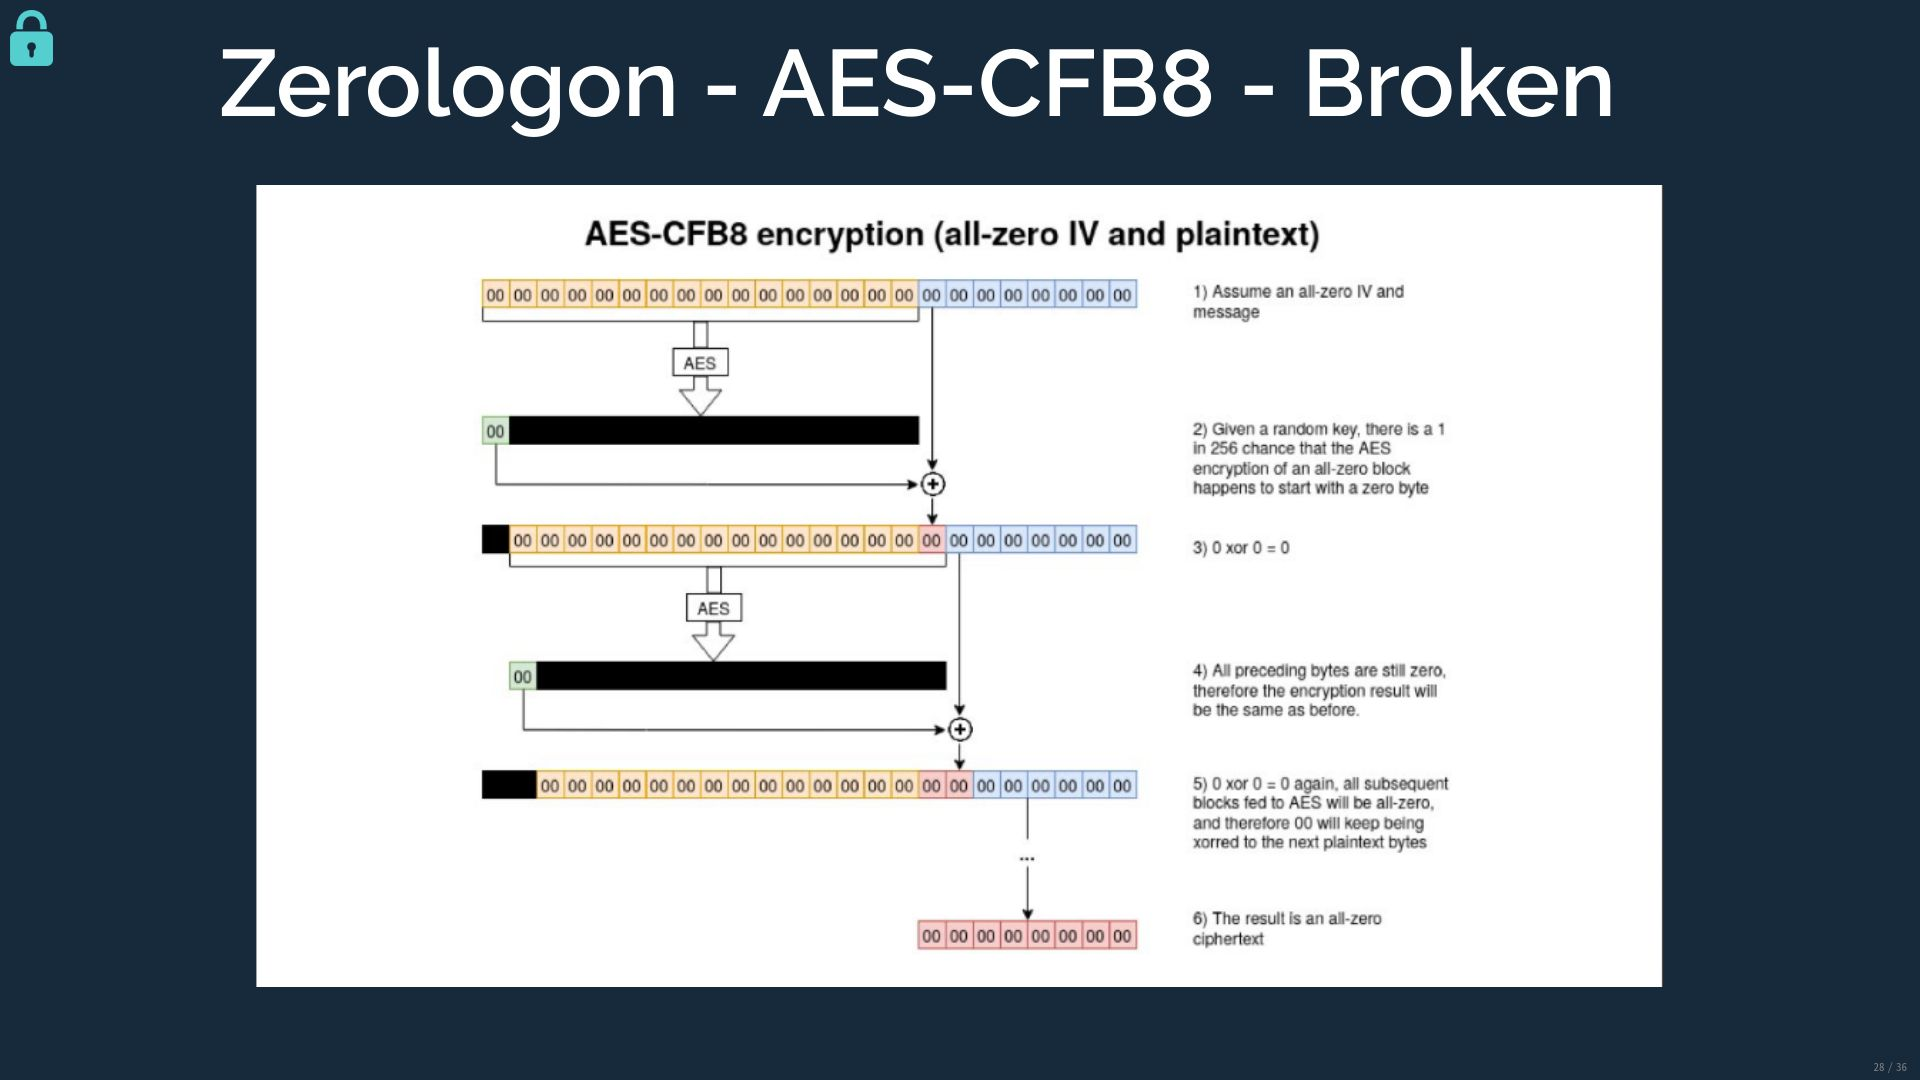 Zerologon - AES-CFB8 - Broken
AES-CFB8 encryption (all-zero IV and plaintext)
00 00 00 00 00 00 00 00 00 00 00 00 00 00 00 00 00 00 00 00 00 00 00 00
1) Assume an all-zero IV and
message
AES
00
2) Given a random key, there is a 1
in 256 chance that the AES
encryption of an all-zero block
happens to start with a zero byte
+
00 00 00 00 00 00 00 00 00 00 00 00 00 00 00 00 00 00 00 00 00 00 00
3) 0 xor 0 = 0
AES
00
4) All preceding bytes are still zero,
therefore the encryption result will
be the same as before.
+
00 00 00 00 00 00 00 00 00 00 00 00 00 00 00 00 00 00 00 00 00 00
5) 0 xor 0 = 0 again, all subsequent
blocks fed to AES will be all-zero,
and therefore 00 will keep being
xorred to the next plaintext bytes
...
00 00 00 00 00 00 00 00
6) The result is an all-zero
ciphertext
28 / 36